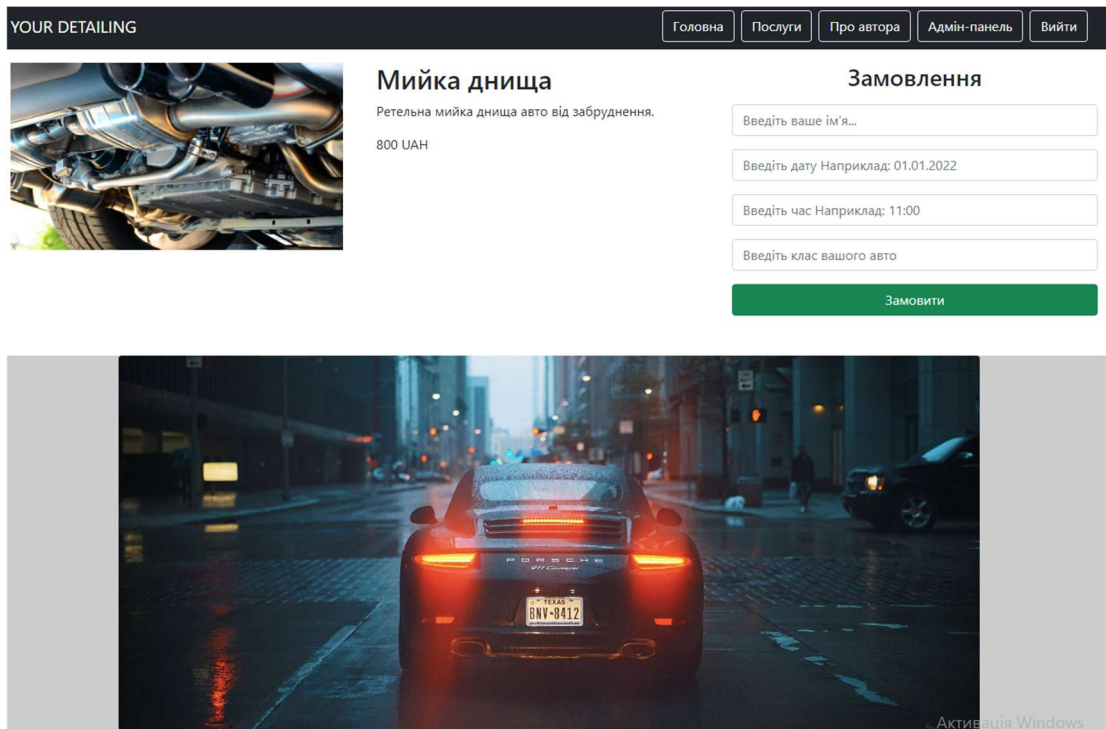 YOUR DETAILING
Головна
Послуги
Про автора
Адмін-панель
Вийти
Мийка днища
Ретельна мийка днища авто від забруднення.
800 UAH
Замовлення
Введіть ваше ім'я...
Введіть дату Наприклад: 01.01.2022
Введіть час Наприклад: 11:00
Введіть клас вашого авто
Замовити
PORSCHE
911 Carrera
TEXAS
BNV-8412
Активація Windows